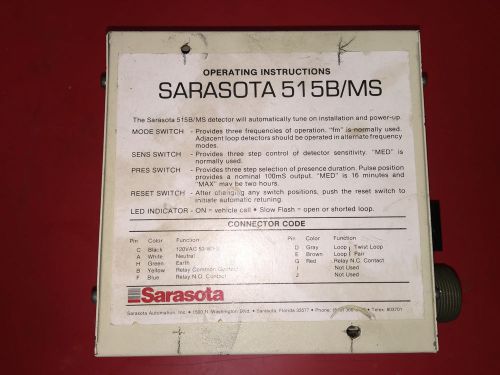 OPERATING INSTRUCTIONS
SARASOTA 515B/MS
The Sarasota 515B/MS detector will automatically tune on installation and power-up.
MODE SWITCH - Provides three frequencies of operation. "fm" is normally used. Adjacent loop detectors should be operated in alternate frequency modes.
SENS SWITCH - Provides three step control of detector sensitivity. "MED" is normally used.
PRES SWITCH - Provides three step selection of presence duration. Pulse position provides a nominal 100mS output. "MED" is 16 minutes and "MAX" may be two hours.
RESET SWITCH - After changing any switch positions, push the reset switch to initiate automatic retuning.
LED INDICATOR - ON = vehicle call • Slow Flash = open or shorted loop.
CONNECTOR CODE
Pin Color Function Pin Color Function
C Black 120VAC D Gray Loop Twist Loop
A White Neutral E Brown Loop Pair
H Green Earth G Red Relay N.C. Contact
B Yellow Relay Common Contact I Not Used
F Blue Relay N.O. Contact J Not Used
Sarasota
Sarasota Automation, Inc. • 1500 N. Washington Blvd. • Sarasota, Florida • Phone: • Telex: